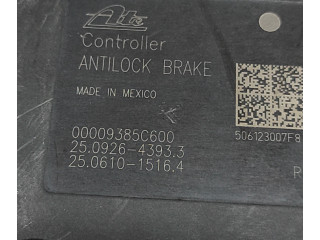 Ate
Controller
ANTILOCK BRAKE
MADE IN MEXICO
506123007F8
00009385C600
25.0926-4393.3
25.0610-1516.4
R